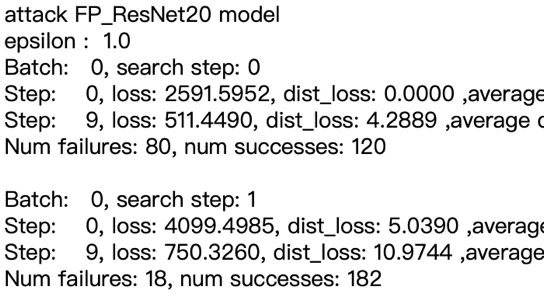 attack FP_ResNet20 model
epsilon :  1.0
Batch:    0, search step: 0
Step:     0, loss: 2591.5952, dist_loss: 0.0000 ,average
Step:     9, loss: 511.4490, dist_loss: 4.2889 ,average
Num failures: 80, num successes: 120

Batch:    0, search step: 1
Step:     0, loss: 4099.4985, dist_loss: 5.0390 ,average
Step:     9, loss: 750.3260, dist_loss: 10.9744 ,average
Num failures: 18, num successes: 182